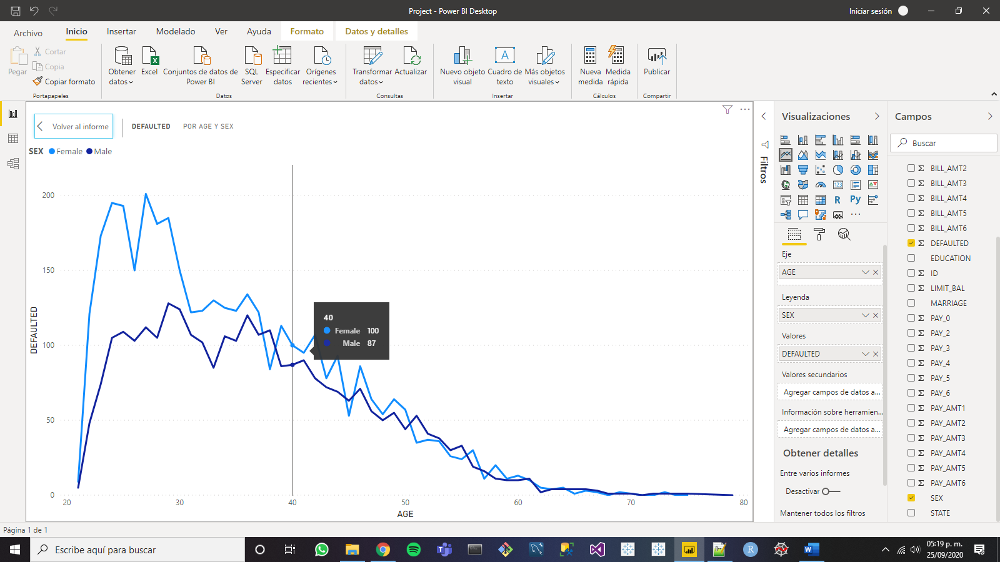 Project - Power BI Desktop
Iniciar sesión
Archivo
Inicio
Insertar
Modelado
Ver
Ayuda
Formato
Datos y detalles
Pegar
Cortar
Copia
Copiar formato
Portapapeles
Obtener
datos
Excel
Conjuntos de datos de
Power BI
SQL
Server
Especificar
datos
Orígenes
recientes
Datos
Transformar
datos
Actualizar
Consultas
Nuevo objeto
visual
Cuadro de
texto
Más objetos
visuales
Insertar
Nueva
medida
Medida
rápida
Cálculos
Publicar
Compartir
Volver al informe
DEFAULTED
POR AGE Y SEX
SEX Female Male
200
150
100
50
0
DEFAULTED
20 30 40 50 60 70 80
AGE
40
Female 100
Male 87
Filtros
Visualizaciones
123
R
Py
Eje
AGE
Leyenda
SEX
Valores
DEFAULTED
Valores secundarios
Agregar campos de datos a...
Información sobre herramien...
Agregar campos de datos a...
Obtener detalles
Entre varios informes
Desactivar
Mantener todos los filtros
Campos
Buscar
BILL_AMT2
BILL_AMT3
BILL_AMT4
BILL_AMT5
BILL_AMT6
DEFAULTED
EDUCATION
ID
LIMIT_BAL
MARRIAGE
PAY_0
PAY_2
PAY_3
PAY_4
PAY_5
PAY_6
PAY_AMT1
PAY_AMT2
PAY_AMT3
PAY_AMT4
PAY_AMT5
PAY_AMT6
SEX
STATE
Página 1 de 1
Escribe aquí para buscar
05:19 p. m.
25/09/2020